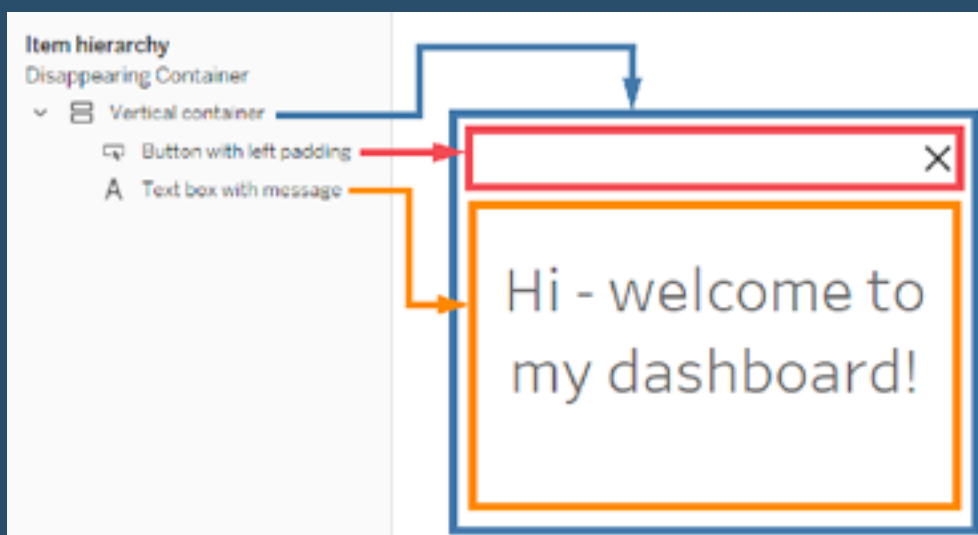 Item hierarchy
Disappearing Container
Vertical container
Button with left padding
A Text box with message
Hi - welcome to
my dashboard!